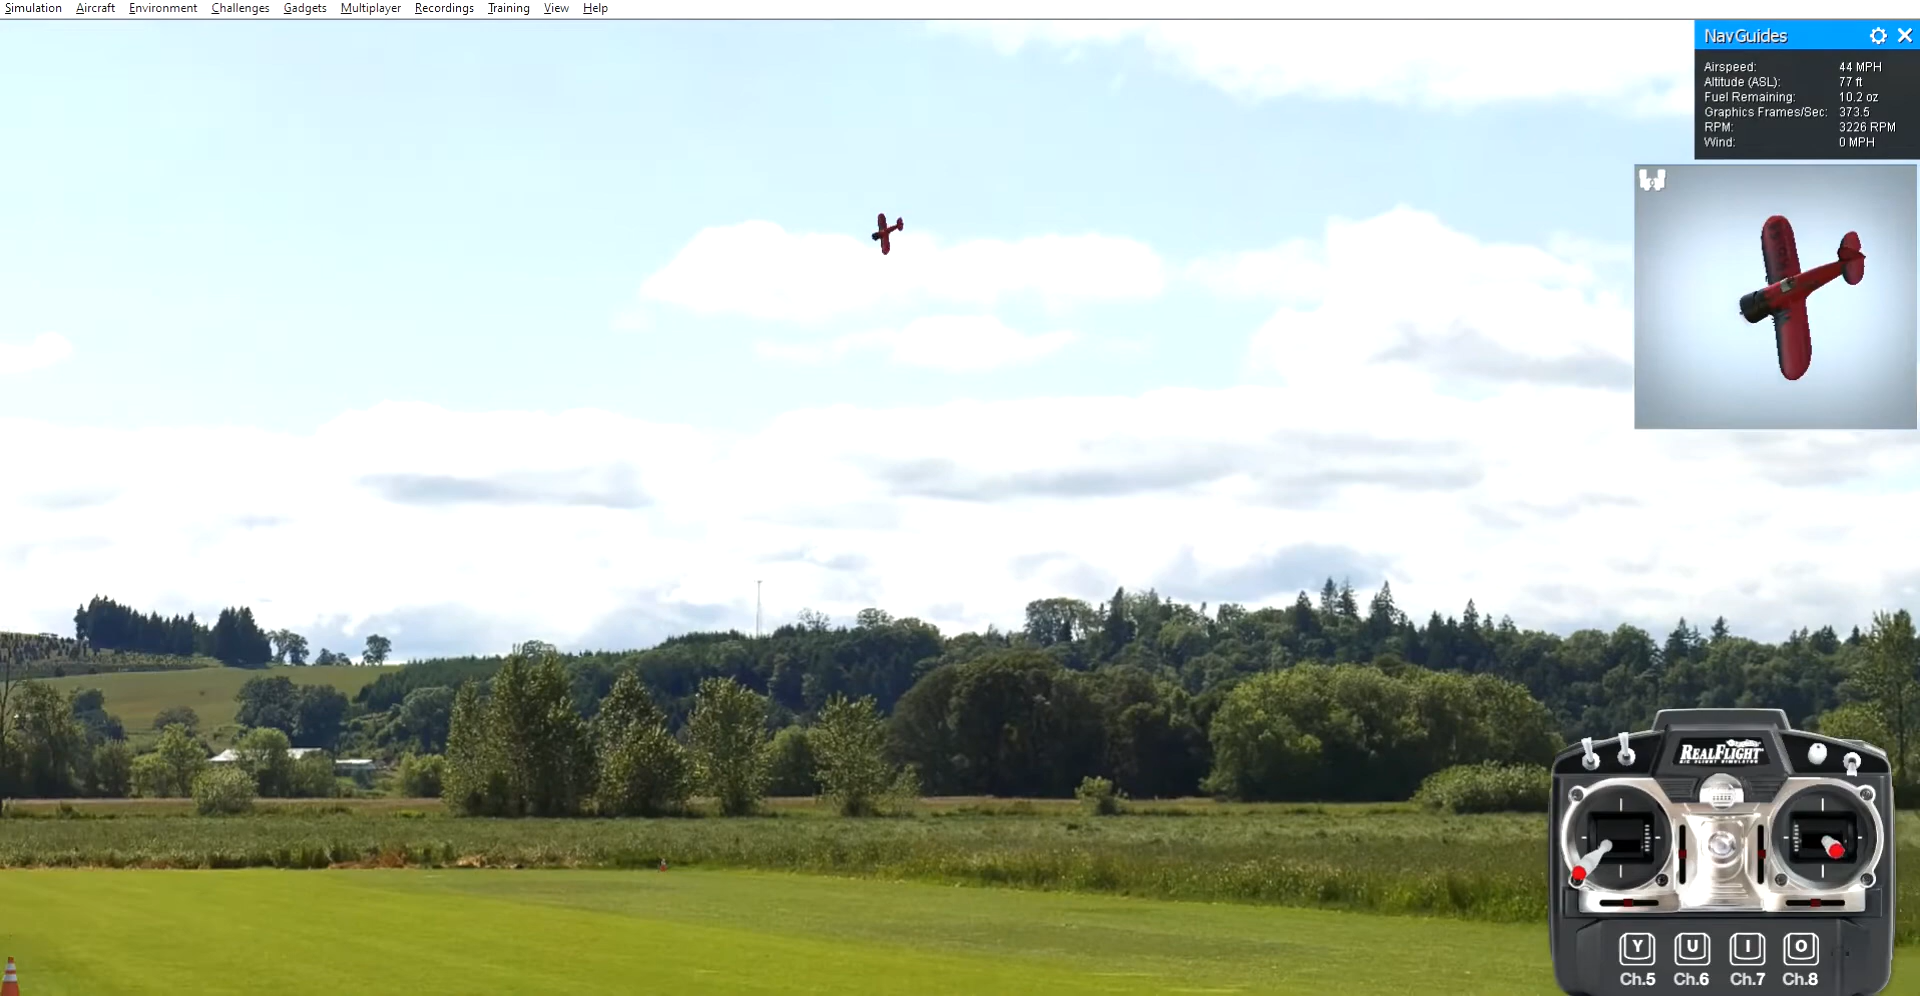 Simulation Aircraft Environment Challenges Gadgets Multiplayer Recordings Training View Help
NavGuides
Airspeed: 44 MPH
Altitude (ASL): 77 ft
Fuel Remaining: 10.2 oz
Graphics Frames/Sec: 373.5
RPM: 3226 RPM
Wind: 0 MPH
REALFLIGHT
Y U I O
Ch.5 Ch.6 Ch.7 Ch.8